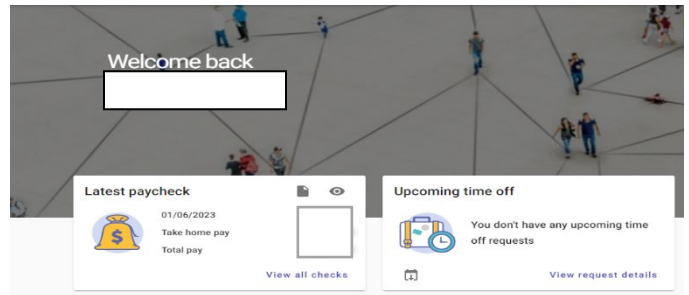 Welcome back
Latest paycheck
01/06/2023
Take home pay
Total pay
View all checks
Upcoming time off
You don't have any upcoming time
off requests
View request details